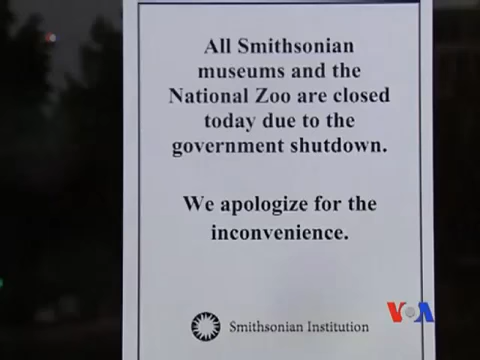 All Smithsonian
museums and the
National Zoo are closed
today due to the
government shutdown.
We apologize for the
inconvenience.
Smithsonian Institution
VOA